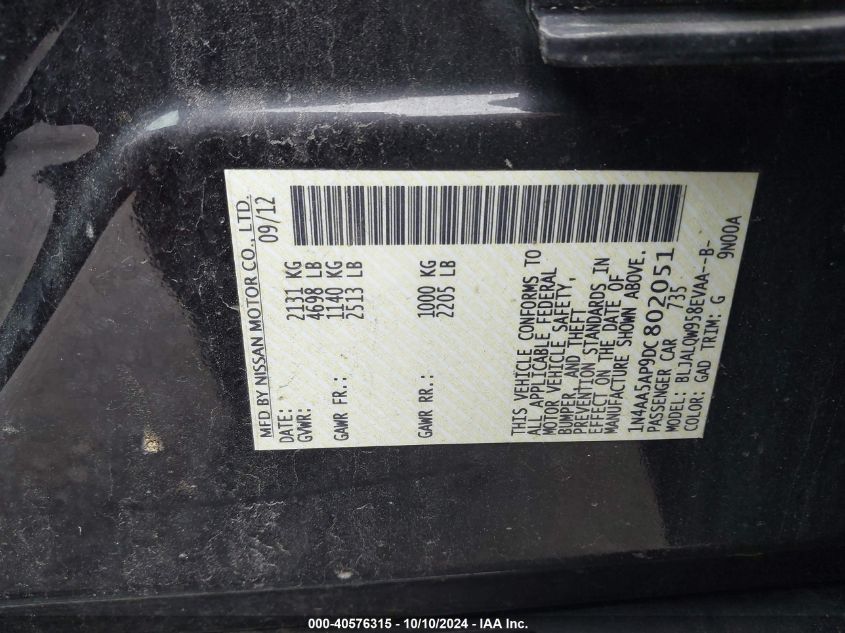 MFD BY NISSAN MOTOR CO., LTD.
DATE: 09/12
GVWR: 2131 KG
4698 LB
GAWR FR.: 1140 KG
2513 LB
GAWR RR.: 1000 KG
2205 LB
THIS VEHICLE CONFORMS TO
ALL APPLICABLE FEDERAL
MOTOR VEHICLE SAFETY,
BUMPER, AND THEFT
PREVENTION STANDARDS IN
EFFECT ON THE DATE OF
MANUFACTURE SHOWN ABOVE.
1N4AA5AP9DC802051
PASSENGER CAR 735
MODEL: BLJALQW958EVAA--B-
COLOR: GAD TRIM: G 9N00A
000-40576315 - 10/10/2024 - IAA Inc.